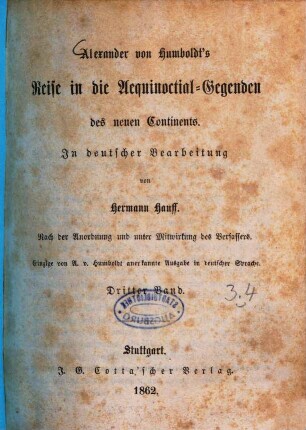 Alexander von Humboldt's
Reise in die Aequinoctial-Gegenden
des neuen Continents.
In deutscher Bearbeitung
von
Hermann Hauff.
Nach der Anordnung und unter Mitwirkung des Verfassers.
Einzige von A. v. Humboldt anerkannte Ausgabe in deutscher Sprache.
Dritter Band.
3.4
STAATSINSTITUT
AUGSBURG
Stuttgart.
J. G. Cotta'scher Verlag.
1862.